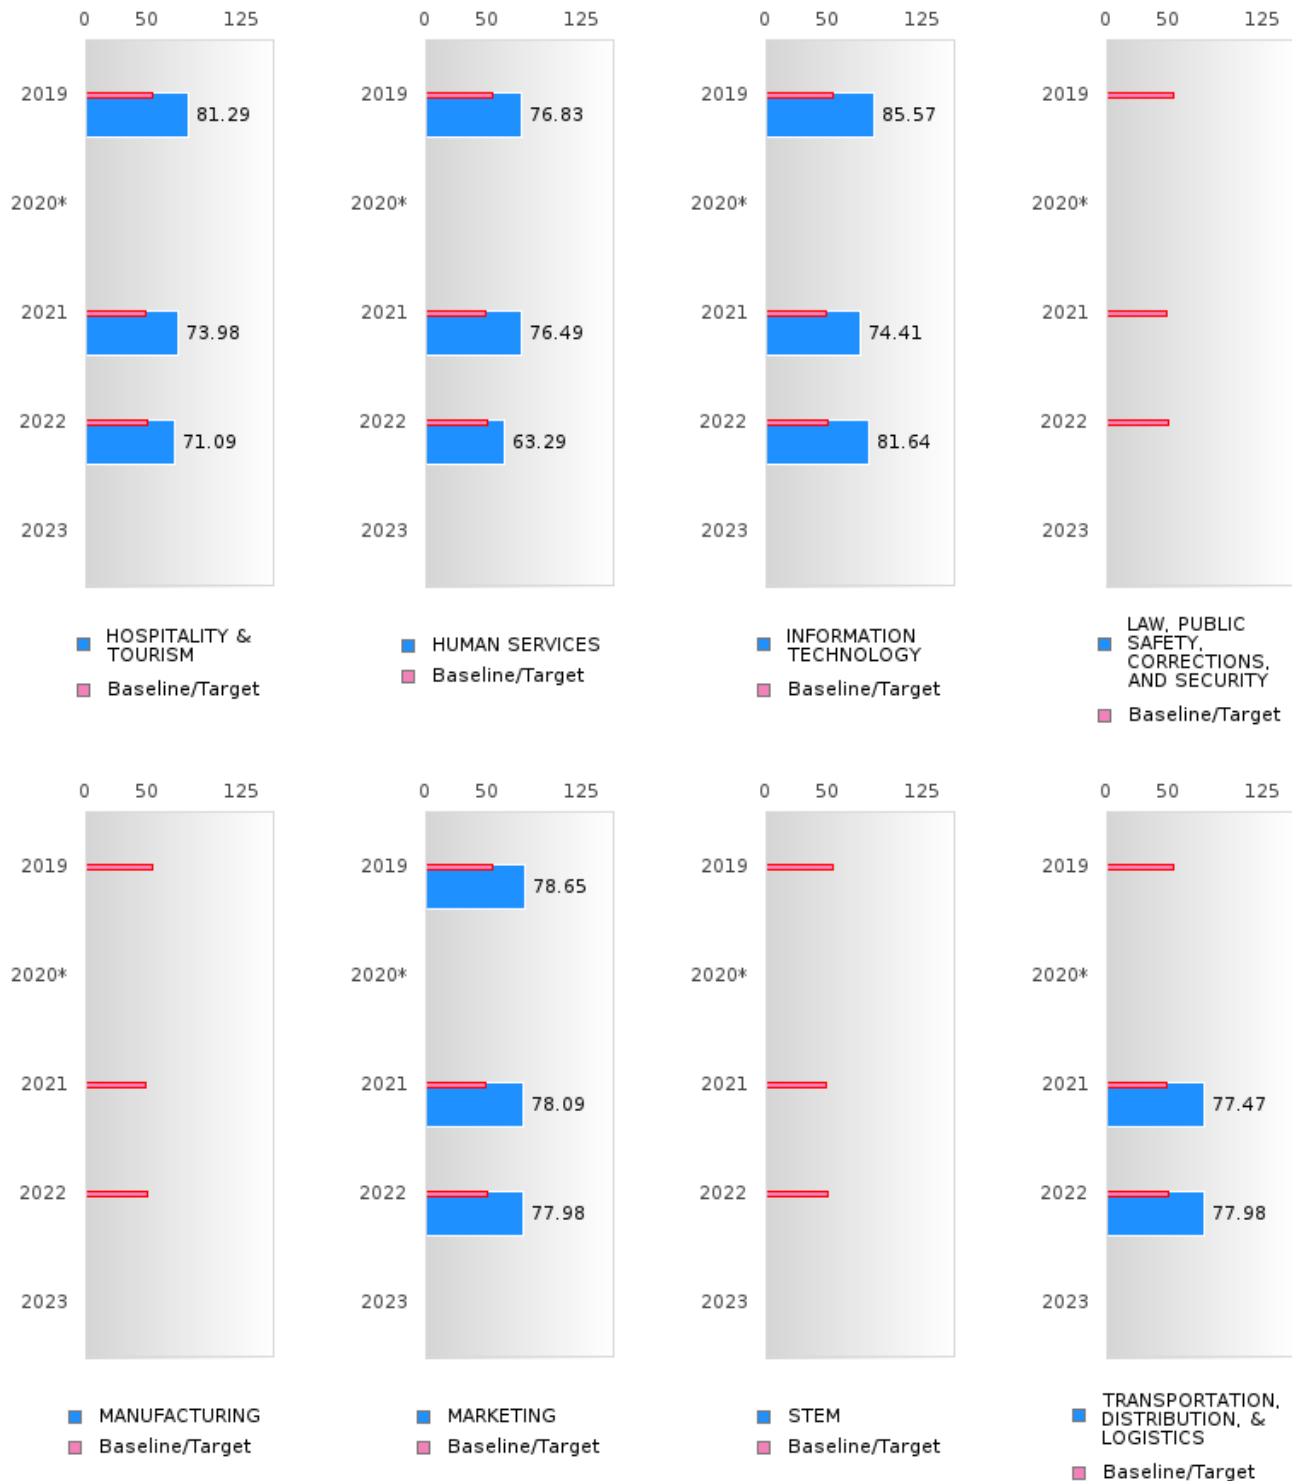 0 50 125
2019 81.29
2020*
2021 73.98
2022 71.09
2023
HOSPITALITY &
TOURISM
Baseline/Target
0 50 125
2019 76.83
2020*
2021 76.49
2022 63.29
2023
HUMAN SERVICES
Baseline/Target
0 50 125
2019 85.57
2020*
2021 74.41
2022 81.64
2023
INFORMATION
TECHNOLOGY
Baseline/Target
0 50 125
2019
2020*
2021
2022
2023
LAW, PUBLIC
SAFETY,
CORRECTIONS,
AND SECURITY
Baseline/Target
0 50 125
2019
2020*
2021
2022
2023
MANUFACTURING
Baseline/Target
0 50 125
2019 78.65
2020*
2021 78.09
2022 77.98
2023
MARKETING
Baseline/Target
0 50 125
2019
2020*
2021
2022
2023
STEM
Baseline/Target
0 50 125
2019
2020*
2021 77.47
2022 77.98
2023
TRANSPORTATION,
DISTRIBUTION, &
LOGISTICS
Baseline/Target